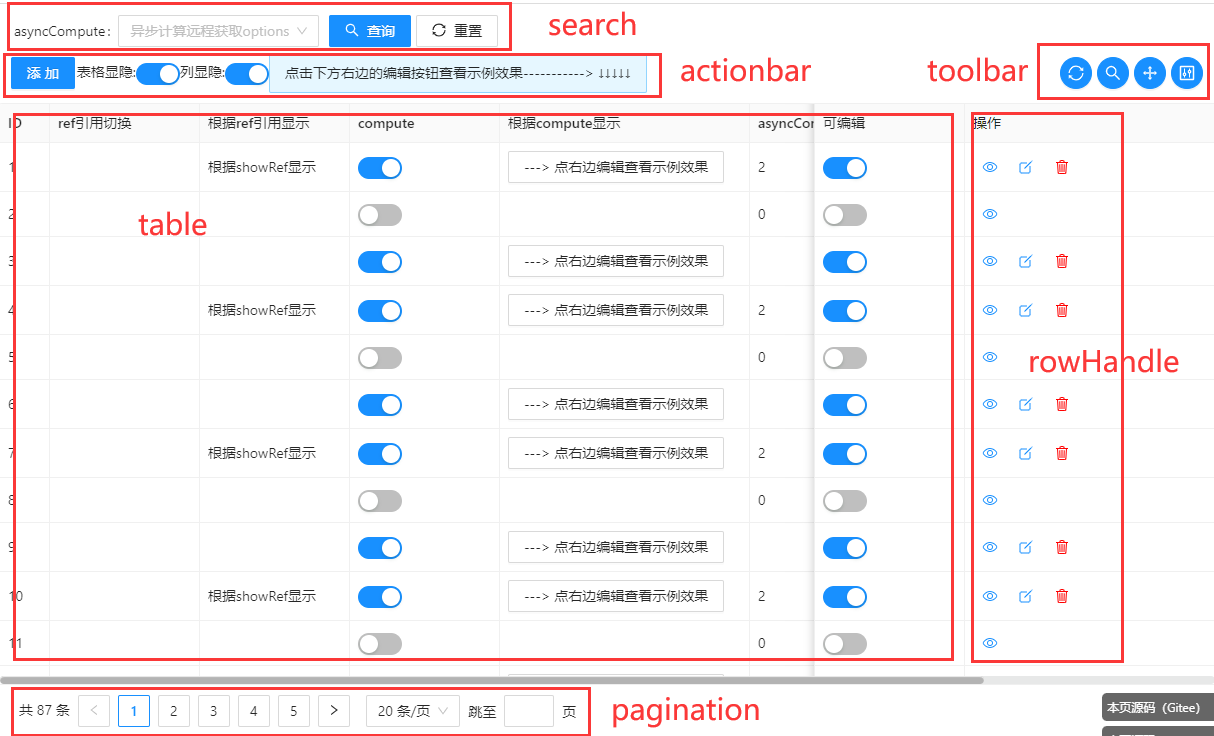 asyncCompute: 异步计算远程获取options 查询 重置 search
添 加 表格显隐: 列显隐: 点击下方右边的编辑按钮查看示例效果-----------> ↓↓↓↓↓ actionbar toolbar
ID ref引用切换 根据ref引用显示 compute 根据compute显示 asyncCor 可编辑 操作
1 根据showRef显示 ---> 点右边编辑查看示例效果 2
2 0
table
3 ---> 点右边编辑查看示例效果
4 根据showRef显示 ---> 点右边编辑查看示例效果 2
5 0
rowHandle
6 ---> 点右边编辑查看示例效果
7 根据showRef显示 ---> 点右边编辑查看示例效果 2
8 0
9 ---> 点右边编辑查看示例效果
10 根据showRef显示 ---> 点右边编辑查看示例效果 2
11 0
共 87 条 < 1 2 3 4 5 > 20 条/页 跳至 页 pagination
本页源码（Gitee）